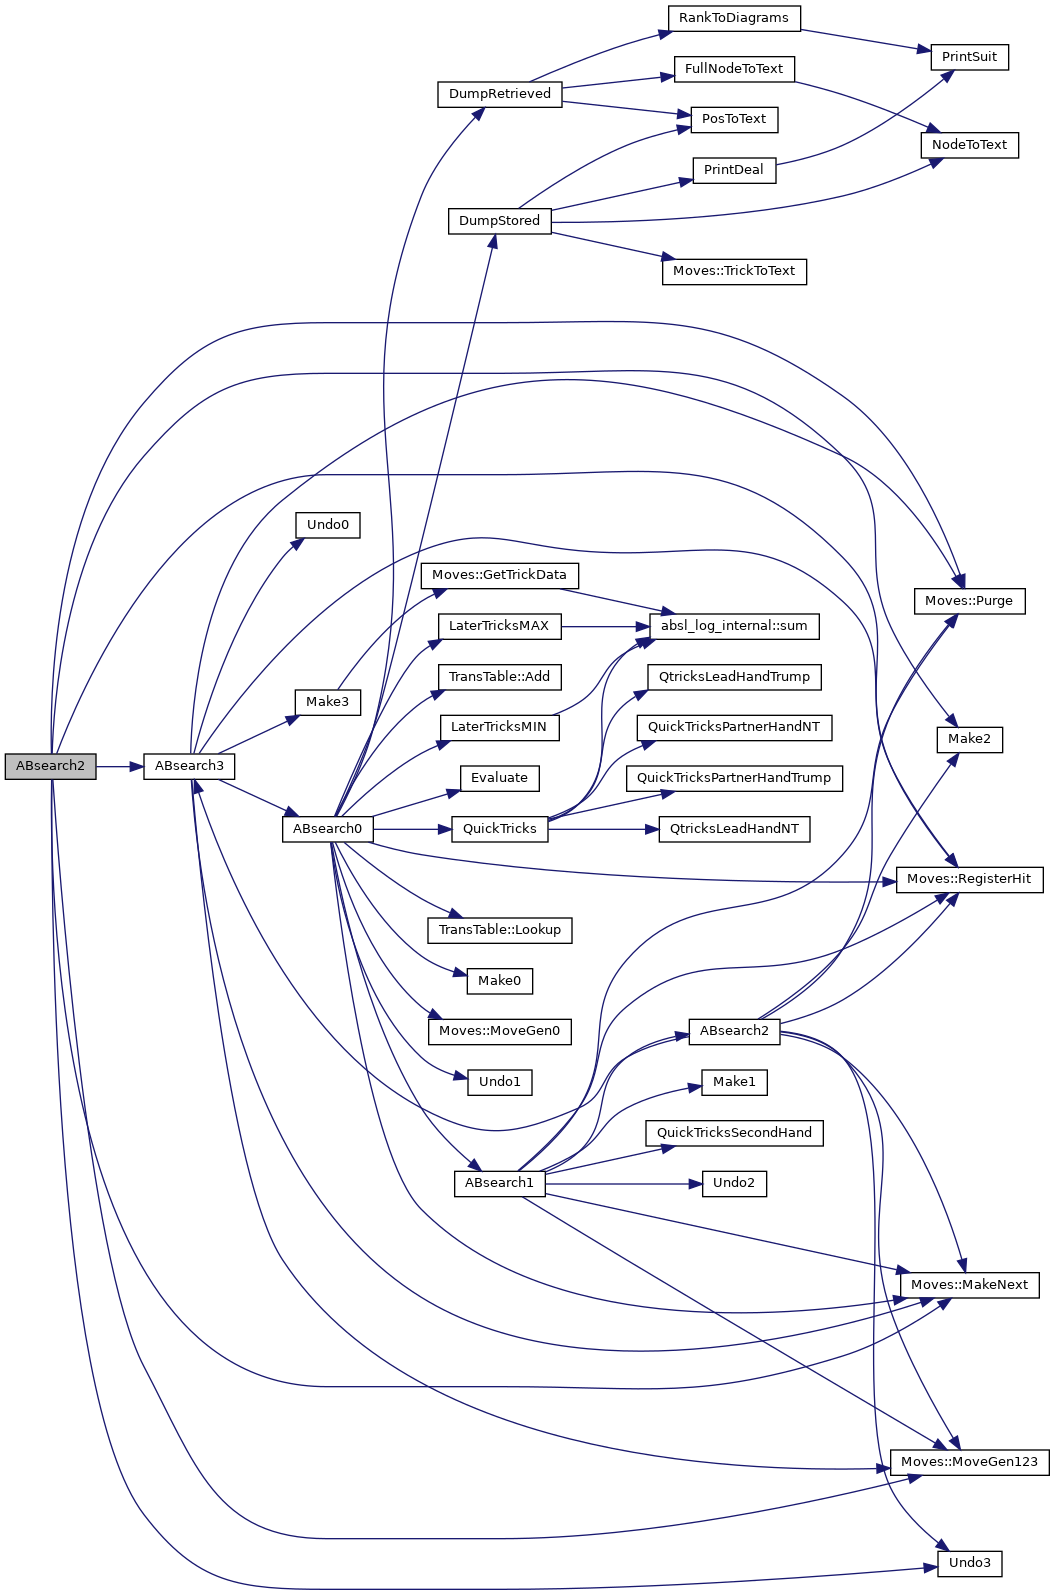 RankToDiagrams
PrintSuit
FullNodeToText
DumpRetrieved
PosToText
NodeToText
PrintDeal
DumpStored
Moves::TrickToText
Undo0
Moves::GetTrickData
Moves::Purge
LaterTricksMAX
absl_log_internal::sum
TransTable::Add
QtricksLeadHandTrump
Make3
LaterTricksMIN
QuickTricksPartnerHandNT
Make2
ABsearch2
ABsearch3
Evaluate
QuickTricksPartnerHandTrump
ABsearch0
QuickTricks
QtricksLeadHandNT
Moves::RegisterHit
TransTable::Lookup
Make0
Moves::MoveGen0
ABsearch2
Undo1
Make1
QuickTricksSecondHand
ABsearch1
Undo2
Moves::MakeNext
Moves::MoveGen123
Undo3